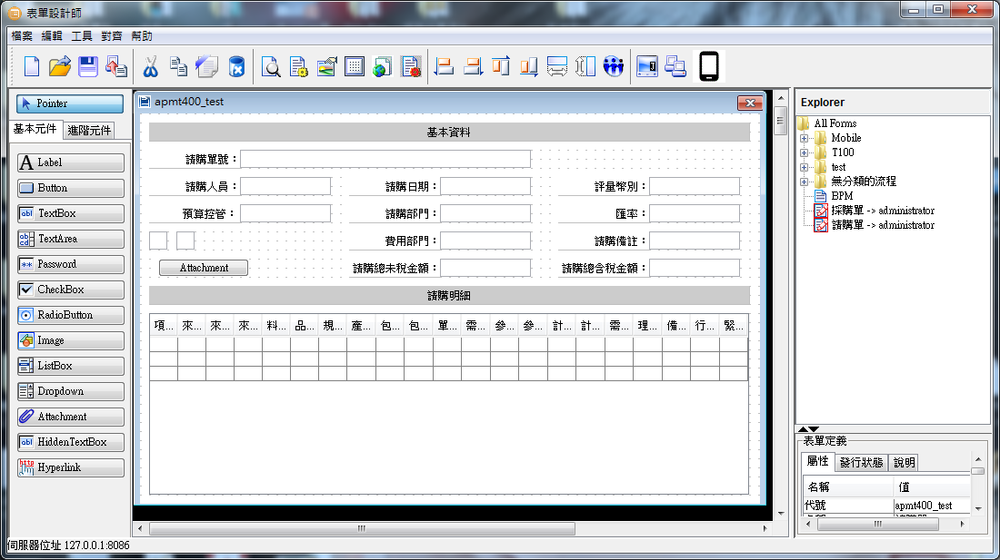 表單設計師
檔案 編輯 工具 對齊 幫助
Pointer
基本元件 進階元件
Label
Button
TextBox
TextArea
Password
CheckBox
RadioButton
Image
ListBox
Dropdown
Attachment
HiddenTextBox
Hyperlink
apmt400_test
基本資料
請購單號：
請購人員： 請購日期： 評量幣別：
預算控管： 請購部門： 匯率：
費用部門： 請購備註：
Attachment 請購總未稅金額： 請購總含稅金額：
請購明細
項... 來... 來... 來... 料... 品... 規... 產... 包... 包... 單... 需... 參... 參... 計... 計... 需... 理... 備... 行... 緊...
Explorer
All Forms
Mobile
T100
test
無分類的流程
BPM
採購單 -> administrator
請購單 -> administrator
表單定義
屬性 發行狀態 說明
名稱 值
代號 apmt400_test
伺服器位址 127.0.0.1:8086